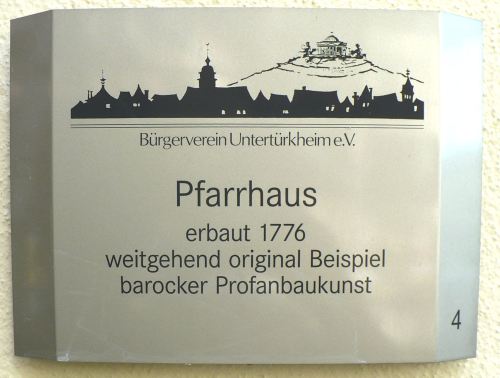 Bürgerverein Untertürkheim e.V.
Pfarrhaus
erbaut 1776
weitgehend original Beispiel
barocker Profanbaukunst
4